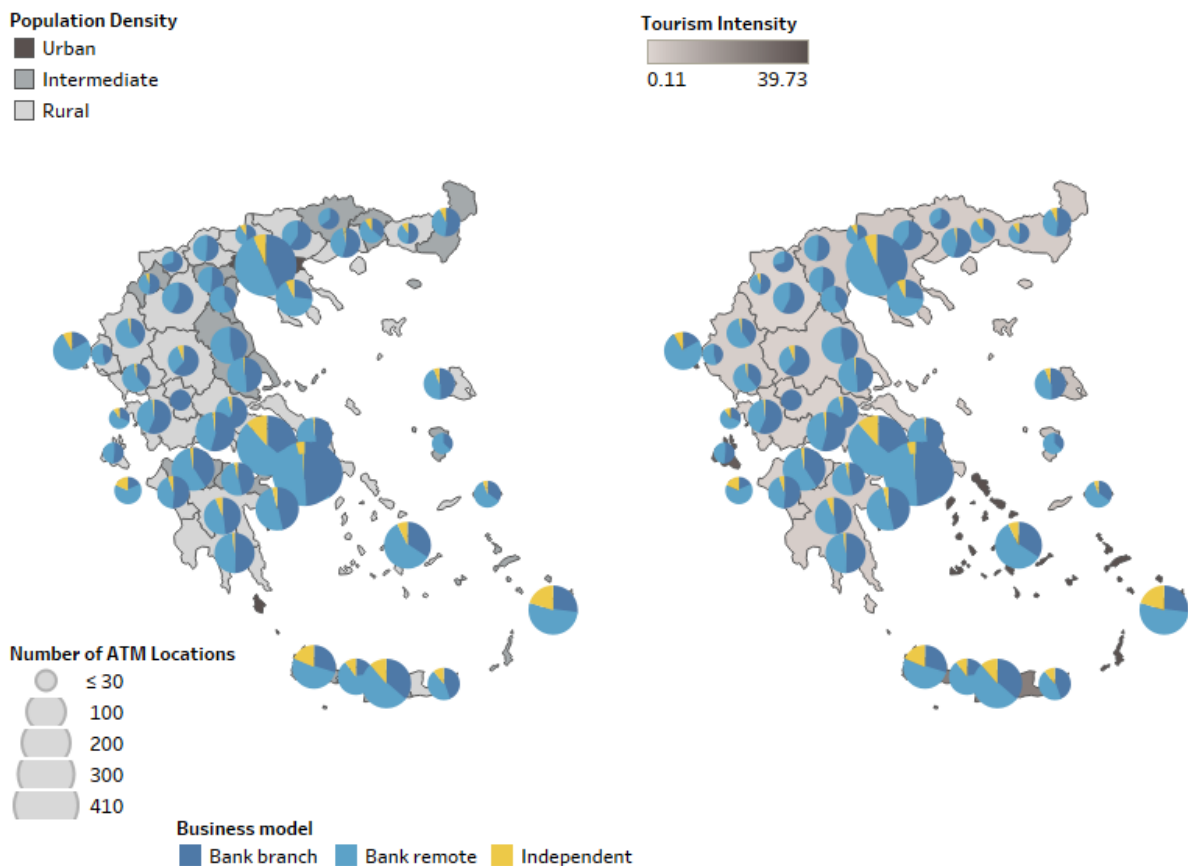 Population Density
Urban
Intermediate
Rural
Tourism Intensity
0.11 39.73
Number of ATM Locations
≤ 30
100
200
300
410
Business model
Bank branch Bank remote Independent